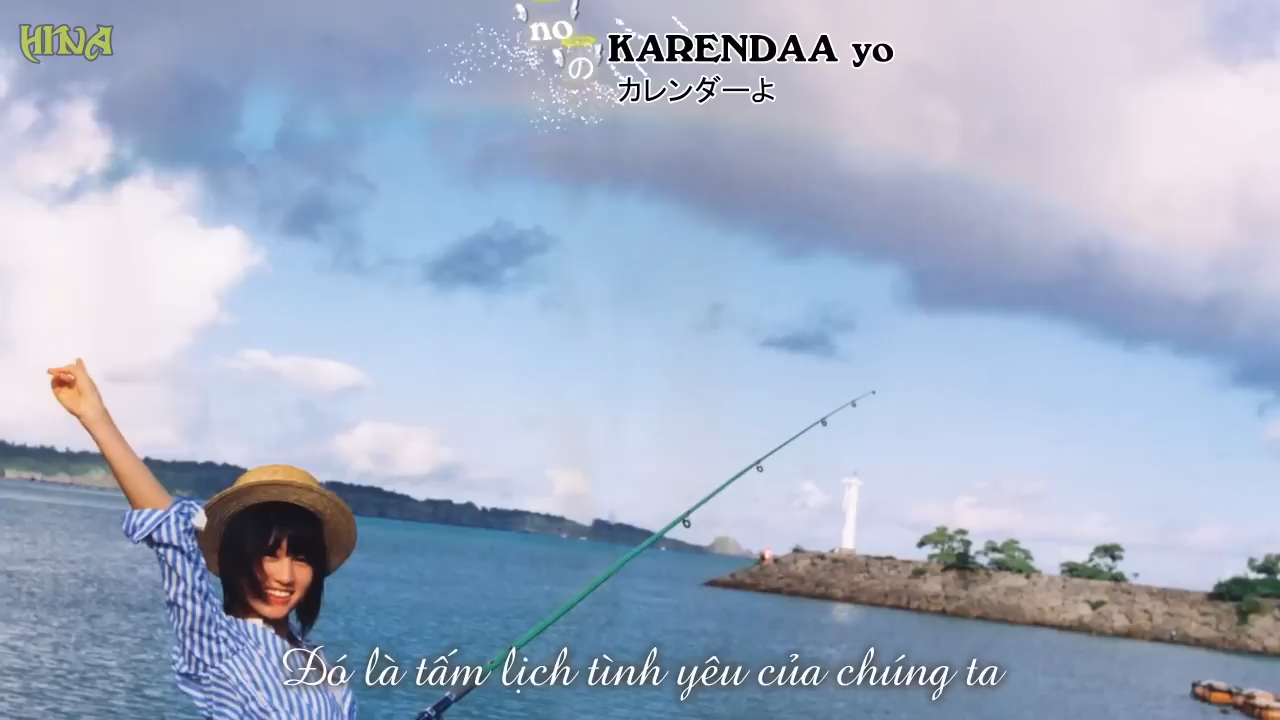 HINA
no KARENDAA yo
の カレンダーよ
Đó là tấm lịch tình yêu của chúng ta